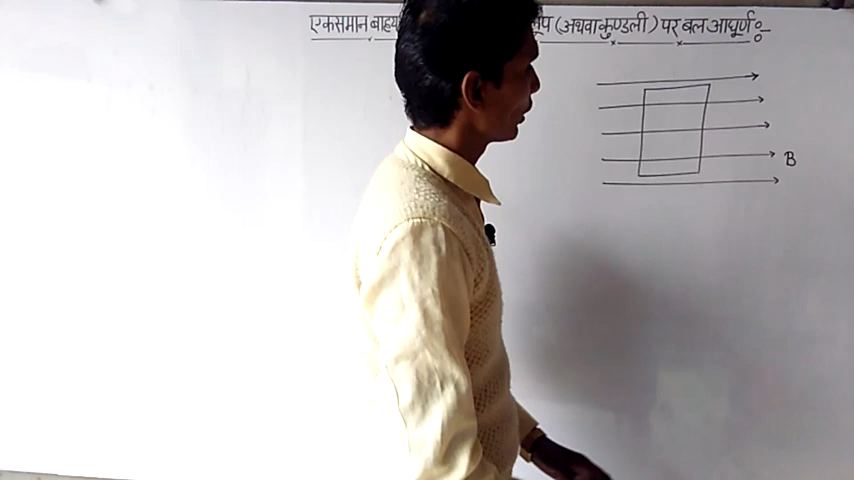 एकसमान बाह्य लूप (अथवा कुण्डली) पर बल आघूर्ण :-
B